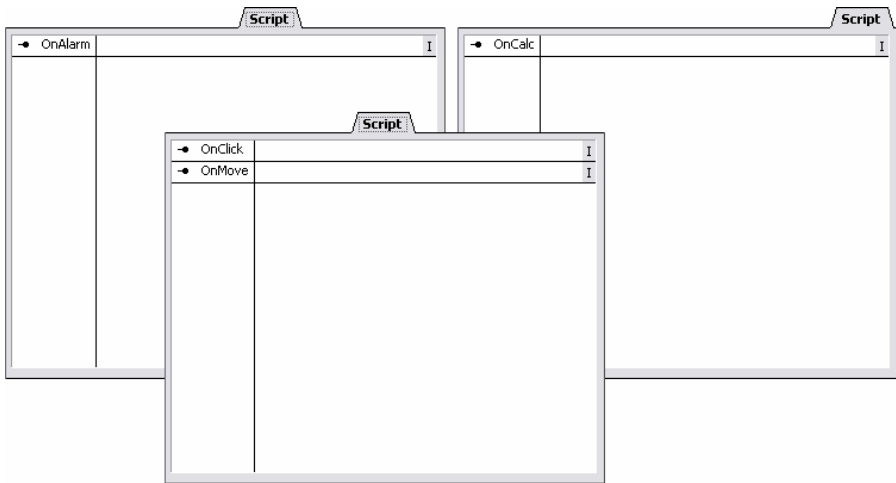 Script
OnAlarm I
Script
OnCalc I
Script
OnClick I
OnMove I